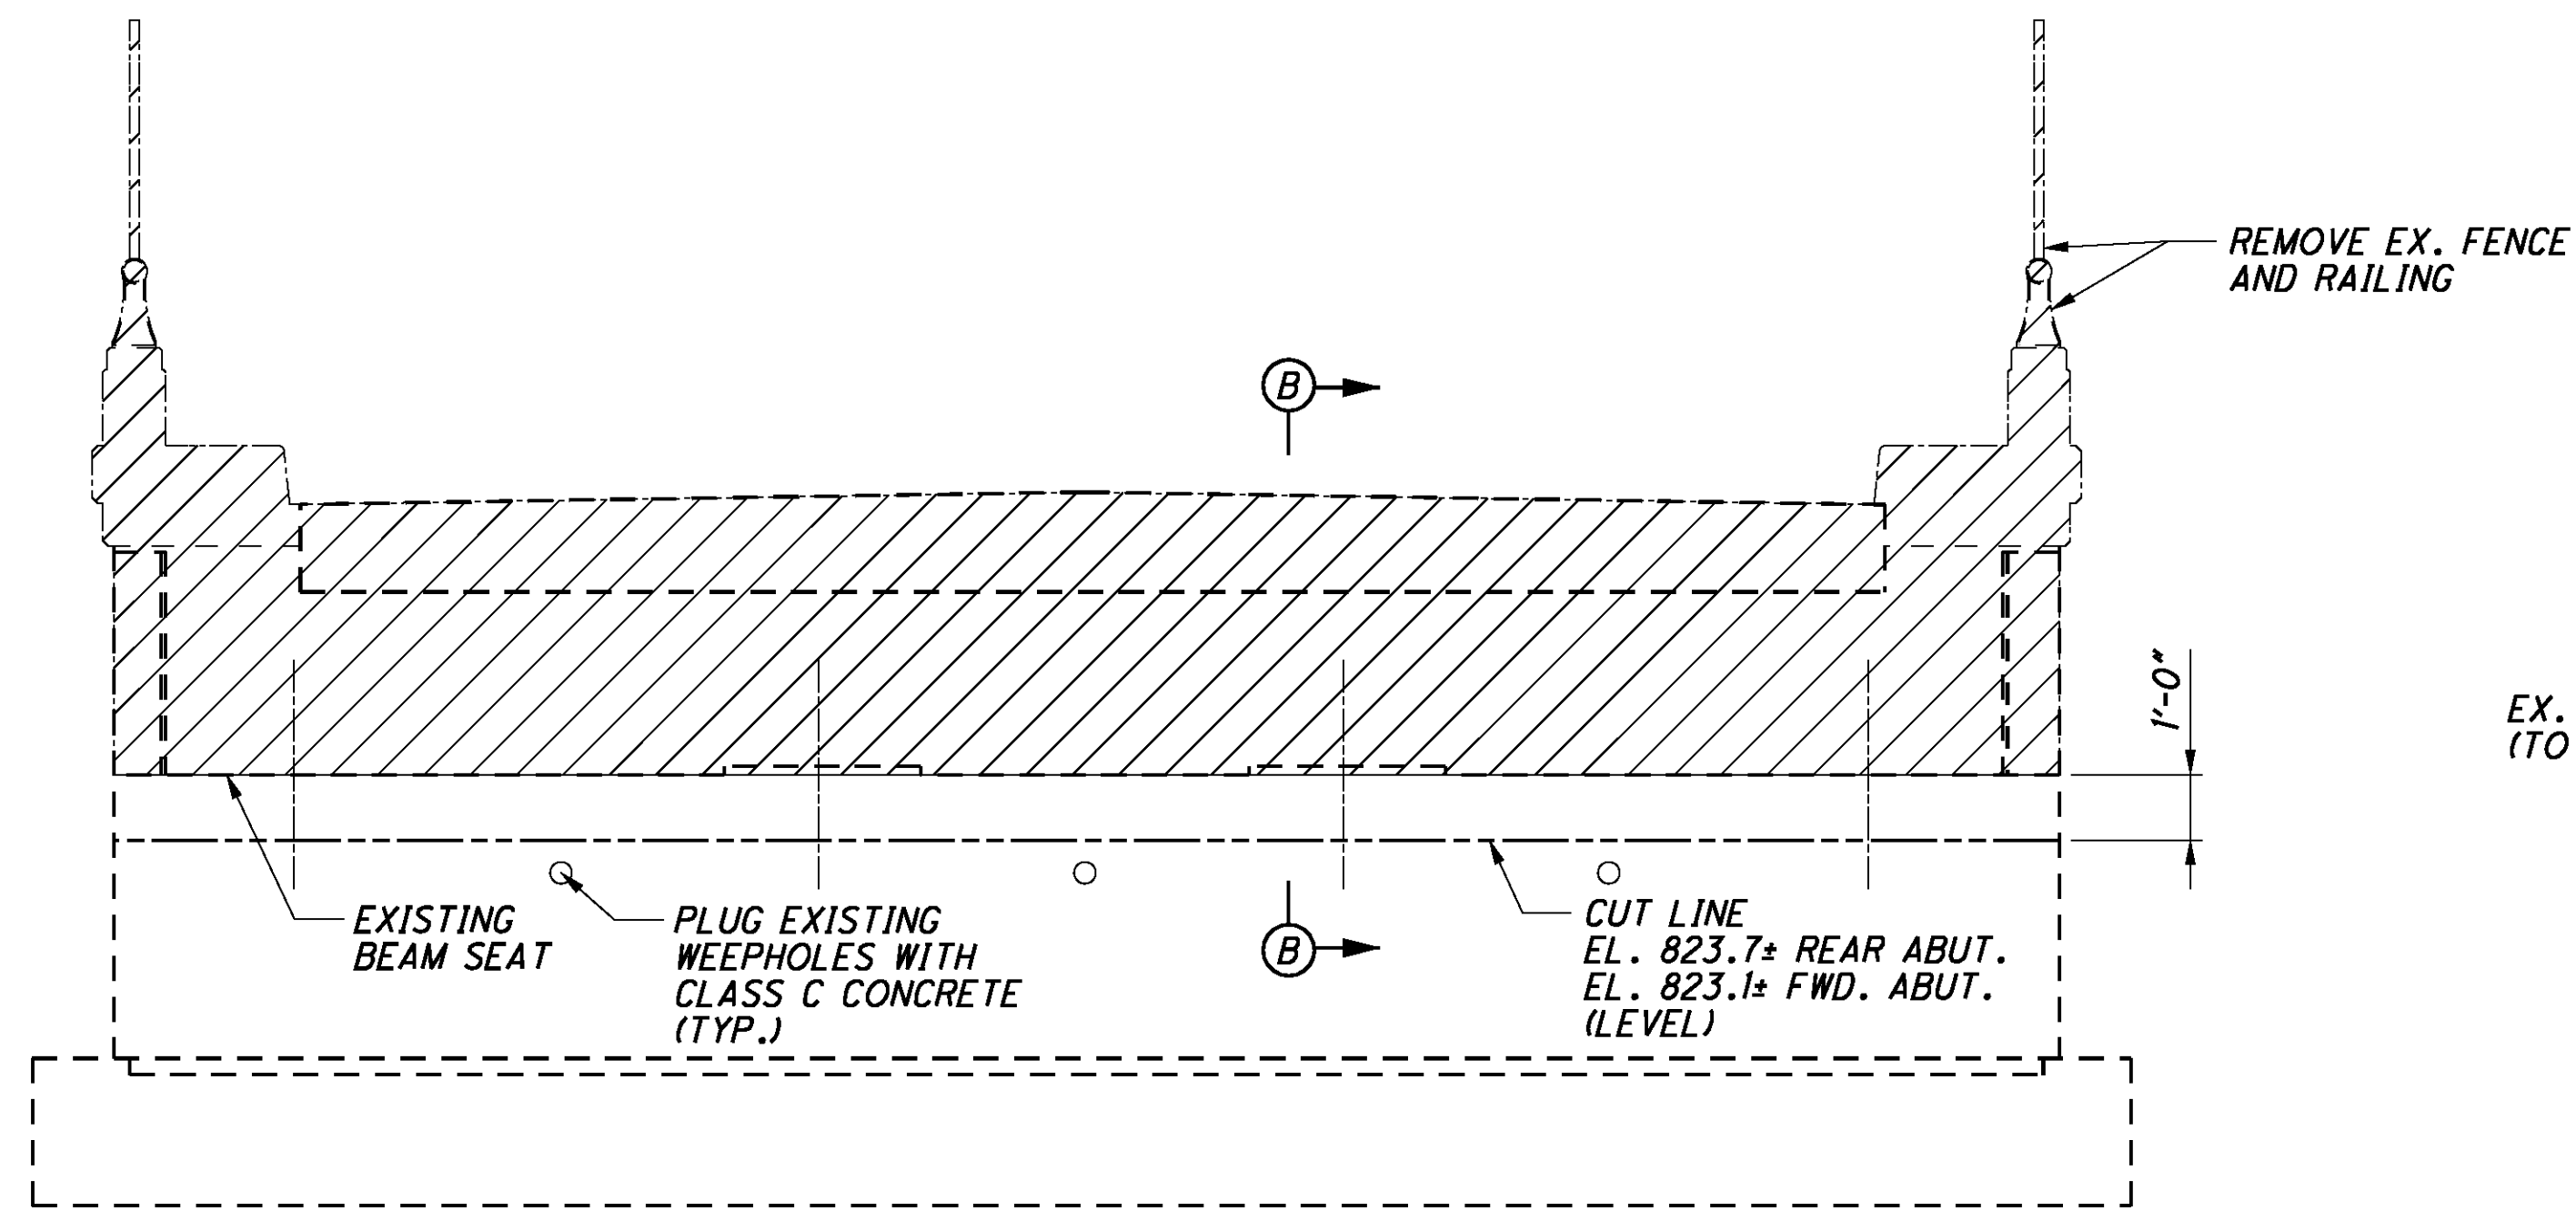 REMOVE EX. FENCE
AND RAILING
B
1'-0"
EX.
(TO
EXISTING
BEAM SEAT
PLUG EXISTING
WEEPHOLES WITH
CLASS C CONCRETE
(TYP.)
B
CUT LINE
EL. 823.7± REAR ABUT.
EL. 823.1± FWD. ABUT.
(LEVEL)